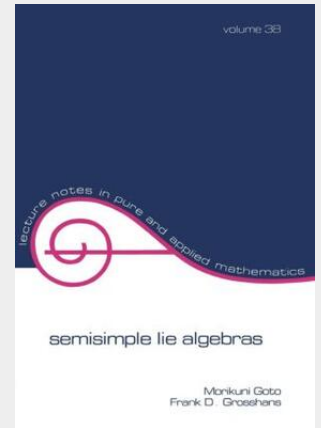 volume 38
lecture notes in pure and applied mathematics
semisimple lie algebras
Morikuni Goto
Frank D. Grosshans